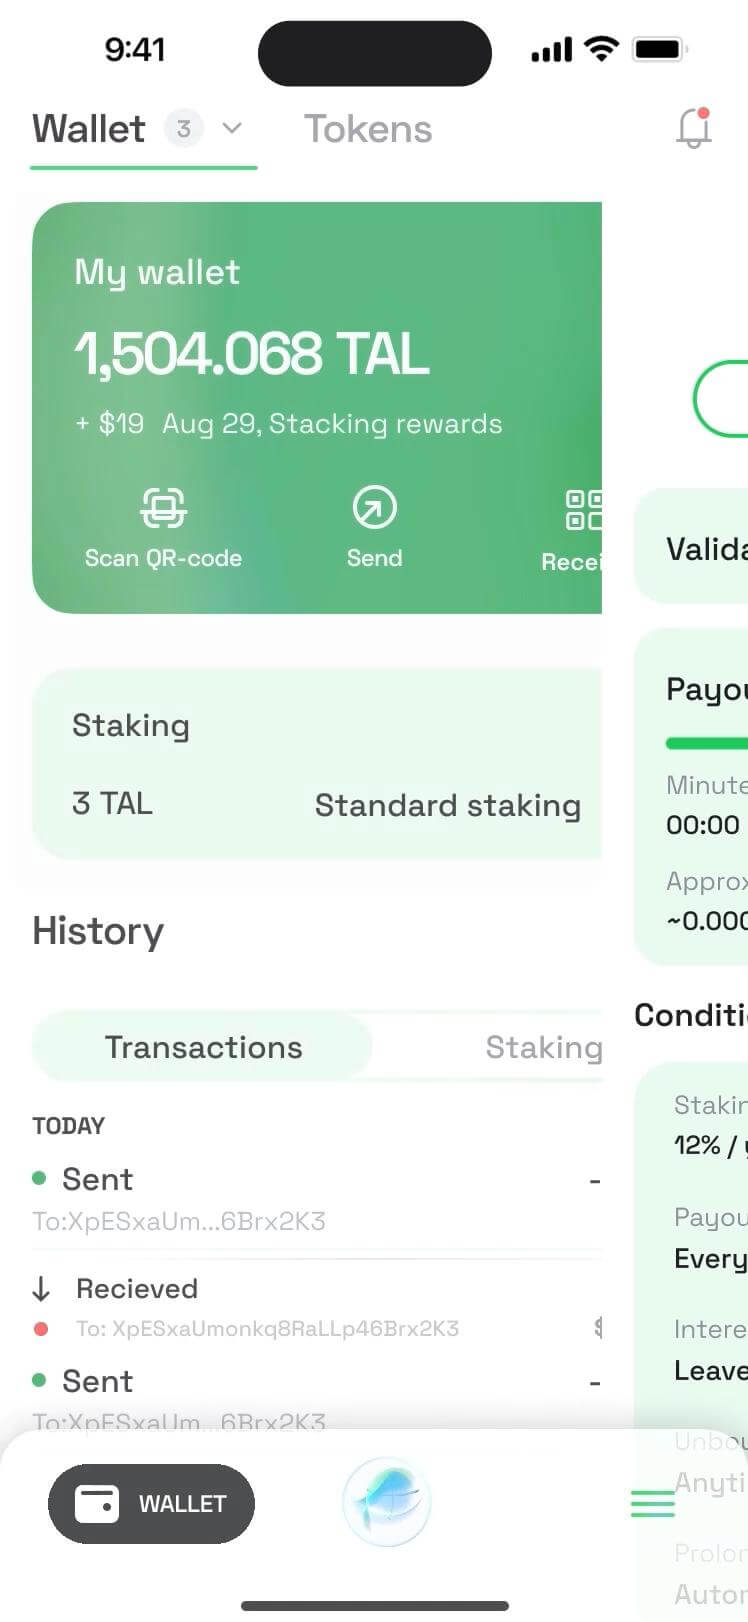 9:41
Wallet 3
Tokens
My wallet
1,504.068 TAL
+ $19 Aug 29, Stacking rewards
Scan QR-code
Send
Recei
Valida
Staking
3 TAL
Standard staking
Payou
Minute
00:00
Approx
~0.000
History
Conditi
Transactions
Staking
TODAY
Sent
-
To:XpESxaUm...6Brx2K3
Recieved
To: XpESxaUmonkq8RaLLp46Brx2K3
$
Sent
-
To:XpESxaUm...6Brx2K3
Stakin
12% / y
Payou
Every
Intere
Leave
Unbou
Anyti
Prolon
Autom
WALLET